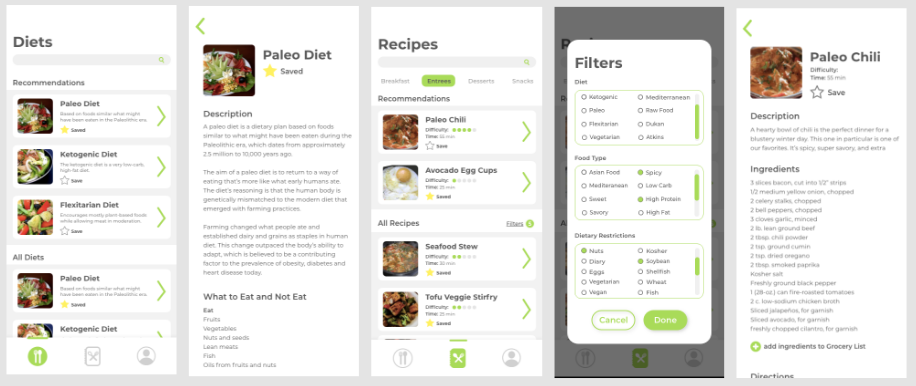 Diets
Recommendations
Paleo Diet
Based on foods similar what might
have been eaten in the Paleolithic era.
Saved
Ketogenic Diet
The ketogenic diet is a very low carb,
high-fat diet.
Save
Flexitarian Diet
Encourages mostly plant-based foods
while allowing meat in moderation.
Save
All Diets
Paleo Diet
Based on foods similar what might
have been eaten in the Paleolithic era.
Saved
Ketogenic Diet
Paleo Diet
Saved
Description
A paleo diet is a dietary plan based on foods
similar to what might have been eaten during the
Paleolithic era, which dates from approximately
2.5 million to 10,000 years ago
The aim of a paleo diet is to return to a way of
eating that's more like what early humans ate.
The diet's reasoning is that the human body is
genetically mismatched to the modern diet that
emerged with farming practices.
Farming changed what people ate and
established dairy and grains as staples in human
diet. This change outpaced the body's ability to
adapt, which is believed to be a contributing
factor to the prevalence of obesity, diabetes and
heart disease today.
What to Eat and Not Eat
Eat
Fruits
Vegetables
Nuts and seeds
Lean meats
Fish
Oils from fruits and nuts
Recipes
Breakfast Entrees Desserts Snacks
Recommendations
Paleo Chili
Difficulty:
Time: 55 min
Save
Avocado Egg Cups
Difficulty:
Time: 25 min
Saved
All Recipes Filters 5
Seafood Stew
Difficulty:
Saved
Tofu Veggie Stirfry
Difficulty:
Saved
Filters
Diet
Ketogenic Mediterranean
Paleo Raw Food
Flexitarian Dukan
Vegetarian Atkins
Food Type
Asian Food Spicy
Mediteranean Low Carb
Sweet High Protein
Savory High Fat
Dietary Restrictions
Nuts Kosher
Diary Soybean
Eggs Shellfish
Vegetarian Wheat
Vegan Fish
Cancel Done
Paleo Chili
Difficulty:
Time: 55 min
Save
Description
A hearty bowl of chili is the perfect dinner for a
blustery winter day. This one in particular is one of
our favorites. It's spicy, super savory, and extra
Ingredients
3 slices bacon, cut into 1/2" strips
1/2 medium yellow onion, chopped
2 celery stalks, chopped
2 bell peppers, chopped
3 cloves garlic, minced
2 lb. lean ground beef
2 tbsp. chili powder
2 tsp. ground cumin
2 tsp. dried oregano
2 tbsp. smoked paprika
Kosher salt
Freshly ground black pepper
1 (28-oz.) can fire-roasted tomatoes
2 c. low-sodium chicken broth
Sliced jalapeños, for garnish
Sliced avocado, for garnish
freshly chopped cilantro, for garnish
add ingredients to Grocery List
Directions